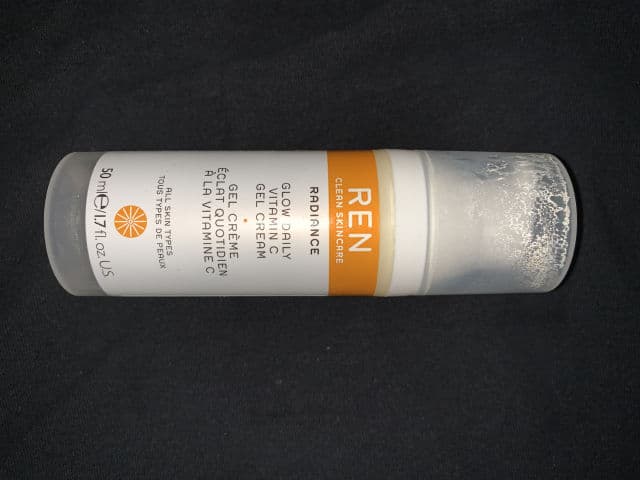 REN
CLEAN SKINCARE
RADIANCE
GLOW DAILY
VITAMIN C
GEL CREAM
GEL CRÈME
ÉCLAT QUOTIDIEN
À LA VITAMINE C
ALL SKIN TYPES
TOUS TYPES DE PEAUX
50 ml℮/1.7 fl. oz US